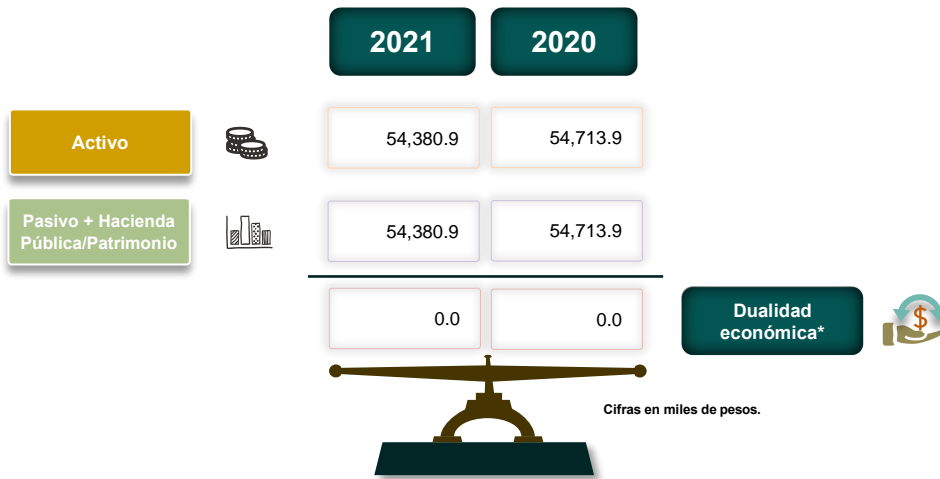 2021 2020
Activo 54,380.9 54,713.9
Pasivo + Hacienda
Pública/Patrimonio 54,380.9 54,713.9
0.0 0.0 Dualidad
económica*
$
Cifras en miles de pesos.